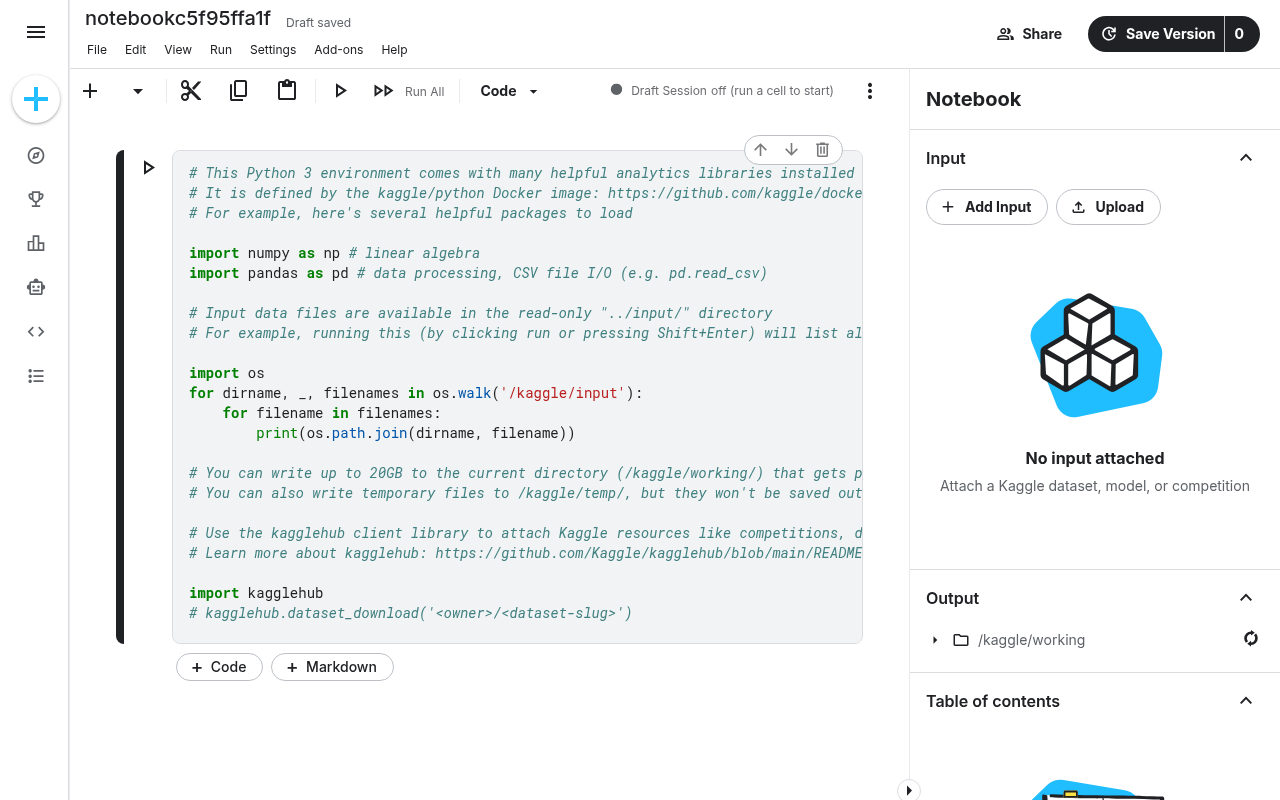 notebookc5f95ffa1f
Draft saved
File Edit View Run Settings Add-ons Help
Share
Save Version 0
Run All
Code
Draft Session off (run a cell to start)
# This Python 3 environment comes with many helpful analytics libraries installed
# It is defined by the kaggle/python Docker image: https://github.com/kaggle/docke
# For example, here's several helpful packages to load
import numpy as np # linear algebra
import pandas as pd # data processing, CSV file I/O (e.g. pd.read_csv)
# Input data files are available in the read-only "../input/" directory
# For example, running this (by clicking run or pressing Shift+Enter) will list al
import os
for dirname, _, filenames in os.walk('/kaggle/input'):
    for filename in filenames:
        print(os.path.join(dirname, filename))
# You can write up to 20GB to the current directory (/kaggle/working/) that gets p
# You can also write temporary files to /kaggle/temp/, but they won't be saved out
# Use the kagglehub client library to attach Kaggle resources like competitions, d
# Learn more about kagglehub: https://github.com/Kaggle/kagglehub/blob/main/README
import kagglehub
# kagglehub.dataset_download('<owner>/<dataset-slug>')
+ Code
+ Markdown
Notebook
Input
+ Add Input
Upload
No input attached
Attach a Kaggle dataset, model, or competition
Output
/kaggle/working
Table of contents